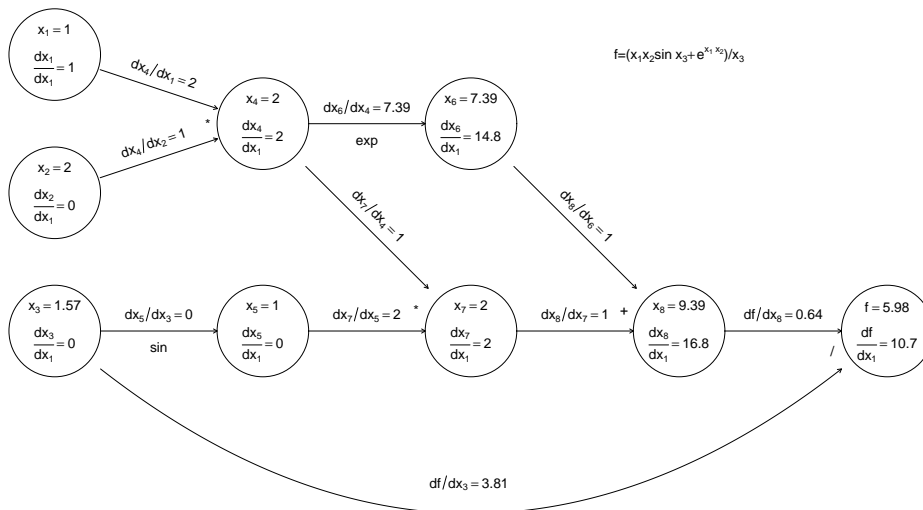 x₁ = 1
dx₁
dx₁ = 1
dx₄/dx₁ = 2
f=(x₁x₂sin x₃+e^{x₁ x₂})/x₃
x₄ = 2
dx₄
dx₁ = 2
*
dx₆/dx₄ = 7.39
exp
x₆ = 7.39
dx₆
dx₁ = 14.8
dx₄/dx₂ = 1
x₂ = 2
dx₂
dx₁ = 0
dx₇/dx₄ = 1
dx₈/dx₆ = 1
x₃ = 1.57
dx₃
dx₁ = 0
dx₅/dx₃ = 0
sin
x₅ = 1
dx₅
dx₁ = 0
dx₇/dx₅ = 2
*
x₇ = 2
dx₇
dx₁ = 2
dx₈/dx₇ = 1
+
x₈ = 9.39
dx₈
dx₁ = 16.8
df/dx₈ = 0.64
/
f = 5.98
df
dx₁ = 10.7
df/dx₃ = 3.81